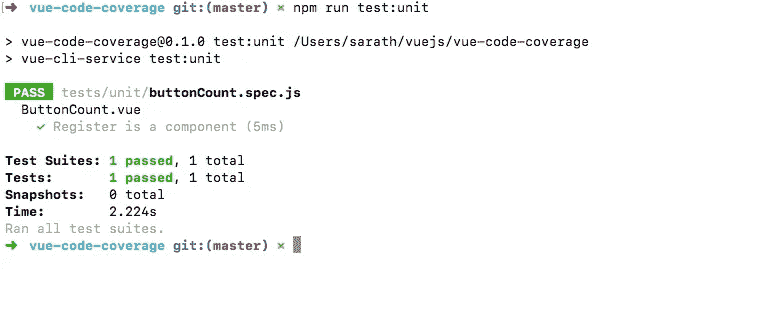 [➜ vue-code-coverage git:(master) × npm run test:unit
> vue-code-coverage@0.1.0 test:unit /Users/sarath/vuejs/vue-code-coverage
> vue-cli-service test:unit
PASS tests/unit/buttonCount.spec.js
ButtonCount.vue
✓ Register is a component (5ms)
Test Suites: 1 passed, 1 total
Tests: 1 passed, 1 total
Snapshots: 0 total
Time: 2.224s
Ran all test suites.
➜ vue-code-coverage git:(master) ×